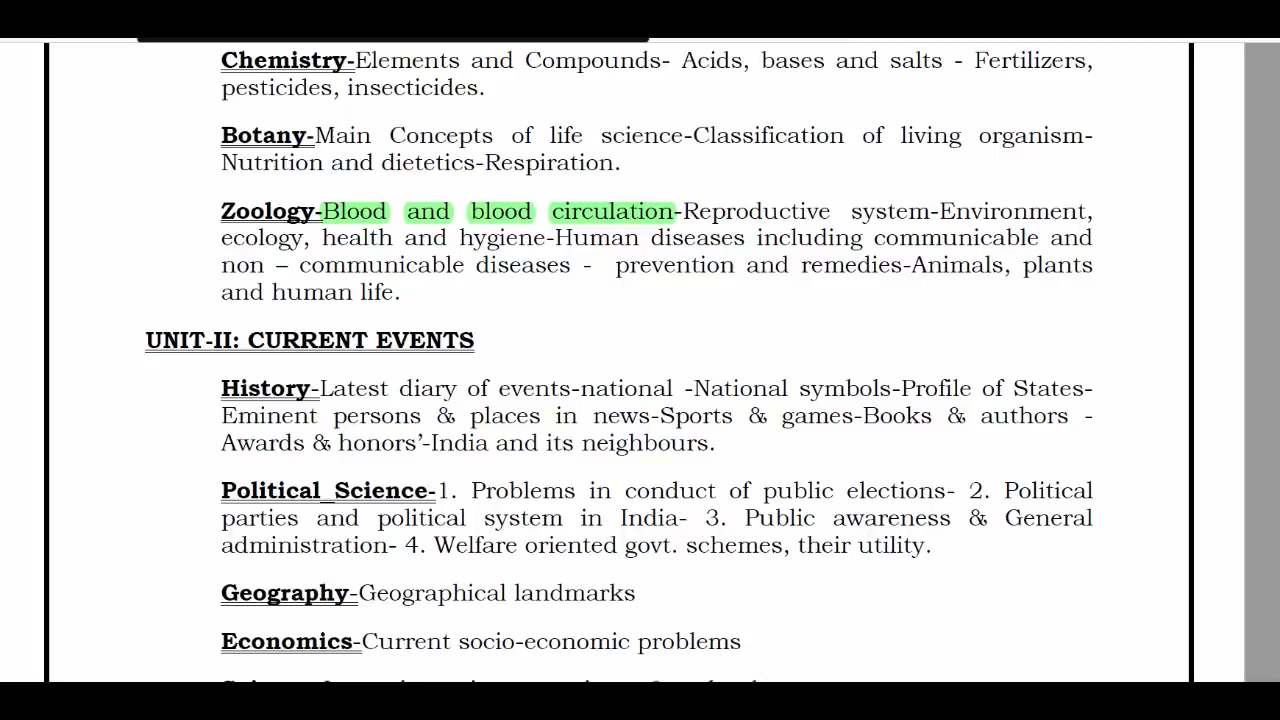 Chemistry-Elements and Compounds- Acids, bases and salts - Fertilizers,
pesticides, insecticides.
Botany-Main Concepts of life science-Classification of living organism-
Nutrition and dietetics-Respiration.
Zoology-Blood and blood circulation-Reproductive system-Environment,
ecology, health and hygiene-Human diseases including communicable and
non – communicable diseases - prevention and remedies-Animals, plants
and human life.
UNIT-II: CURRENT EVENTS
History-Latest diary of events-national -National symbols-Profile of States-
Eminent persons & places in news-Sports & games-Books & authors -
Awards & honors’-India and its neighbours.
Political_Science-1. Problems in conduct of public elections- 2. Political
parties and political system in India- 3. Public awareness & General
administration- 4. Welfare oriented govt. schemes, their utility.
Geography-Geographical landmarks
Economics-Current socio-economic problems